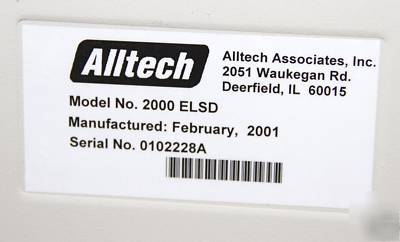 Alltech
Alltech Associates, Inc.
2051 Waukegan Rd.
Deerfield, IL 60015
Model No. 2000 ELSD
Manufactured: February, 2001
Serial No. 0102228A